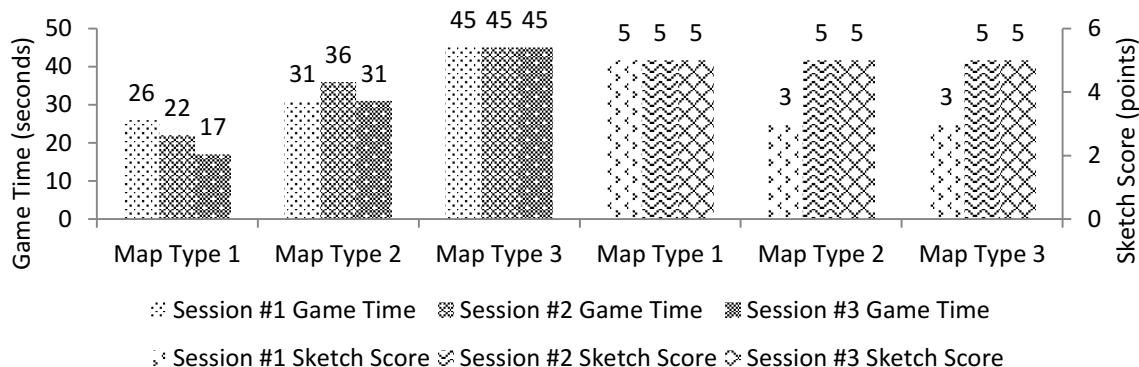 Game Time (seconds)
50
40
30
20
10
0
26 22 17
31 36 31
45 45 45
5 5 5
3 5 5
3 5 5
6
4
2
0
Sketch Score (points)
Map Type 1 Map Type 2 Map Type 3 Map Type 1 Map Type 2 Map Type 3
Session #1 Game Time Session #2 Game Time Session #3 Game Time
Session #1 Sketch Score Session #2 Sketch Score Session #3 Sketch Score